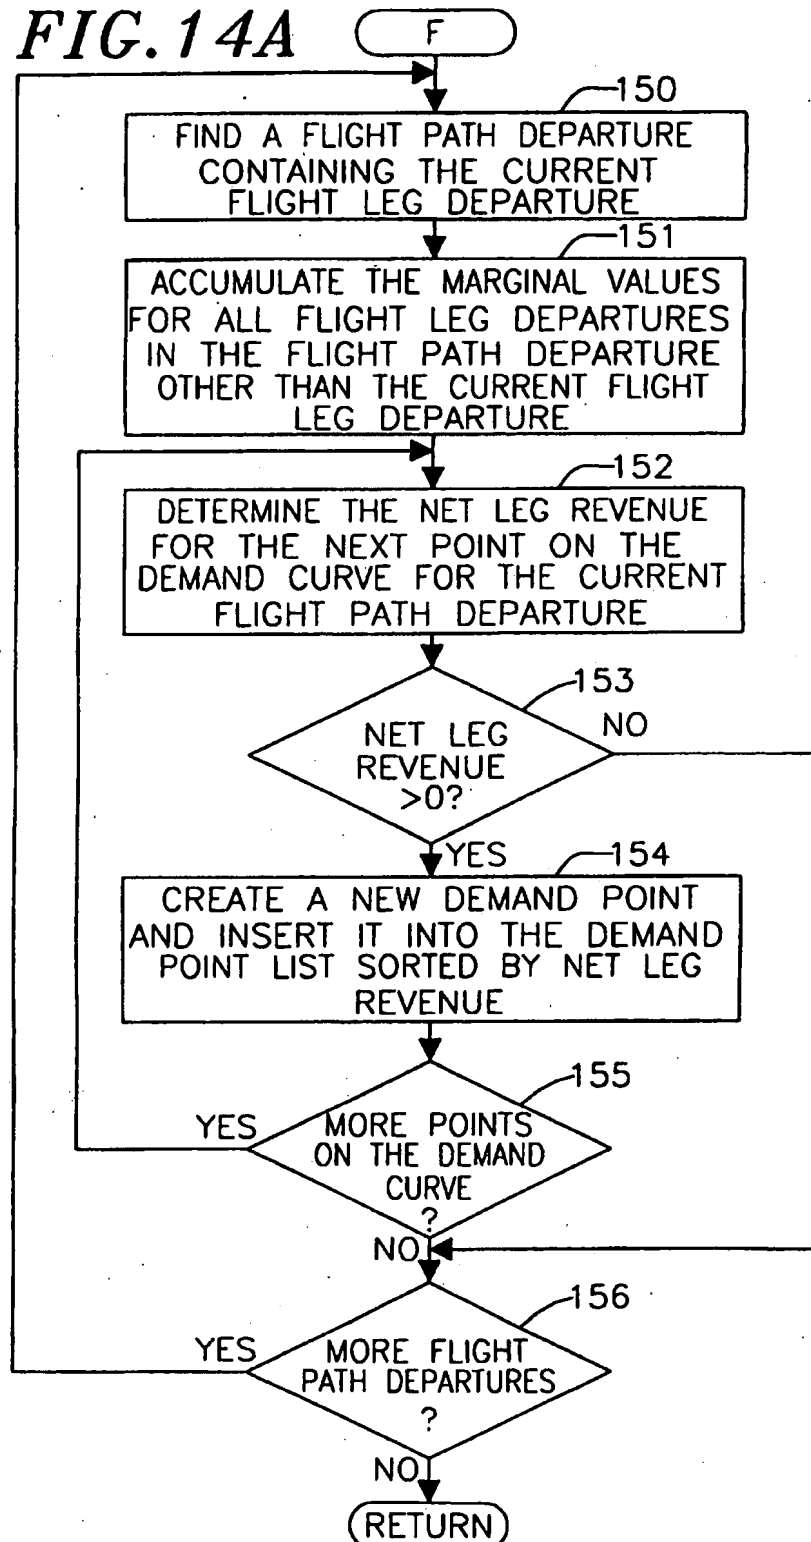 FIG.14A
F
150
FIND A FLIGHT PATH DEPARTURE
CONTAINING THE CURRENT
FLIGHT LEG DEPARTURE
151
ACCUMULATE THE MARGINAL VALUES
FOR ALL FLIGHT LEG DEPARTURES
IN THE FLIGHT PATH DEPARTURE
OTHER THAN THE CURRENT FLIGHT
LEG DEPARTURE
152
DETERMINE THE NET LEG REVENUE
FOR THE NEXT POINT ON THE
DEMAND CURVE FOR THE CURRENT
FLIGHT PATH DEPARTURE
153
NO
NET LEG
REVENUE
>0?
YES
154
CREATE A NEW DEMAND POINT
AND INSERT IT INTO THE DEMAND
POINT LIST SORTED BY NET LEG
REVENUE
155
YES
MORE POINTS
ON THE DEMAND
CURVE
?
NO
156
YES
MORE FLIGHT
PATH DEPARTURES
?
NO
RETURN